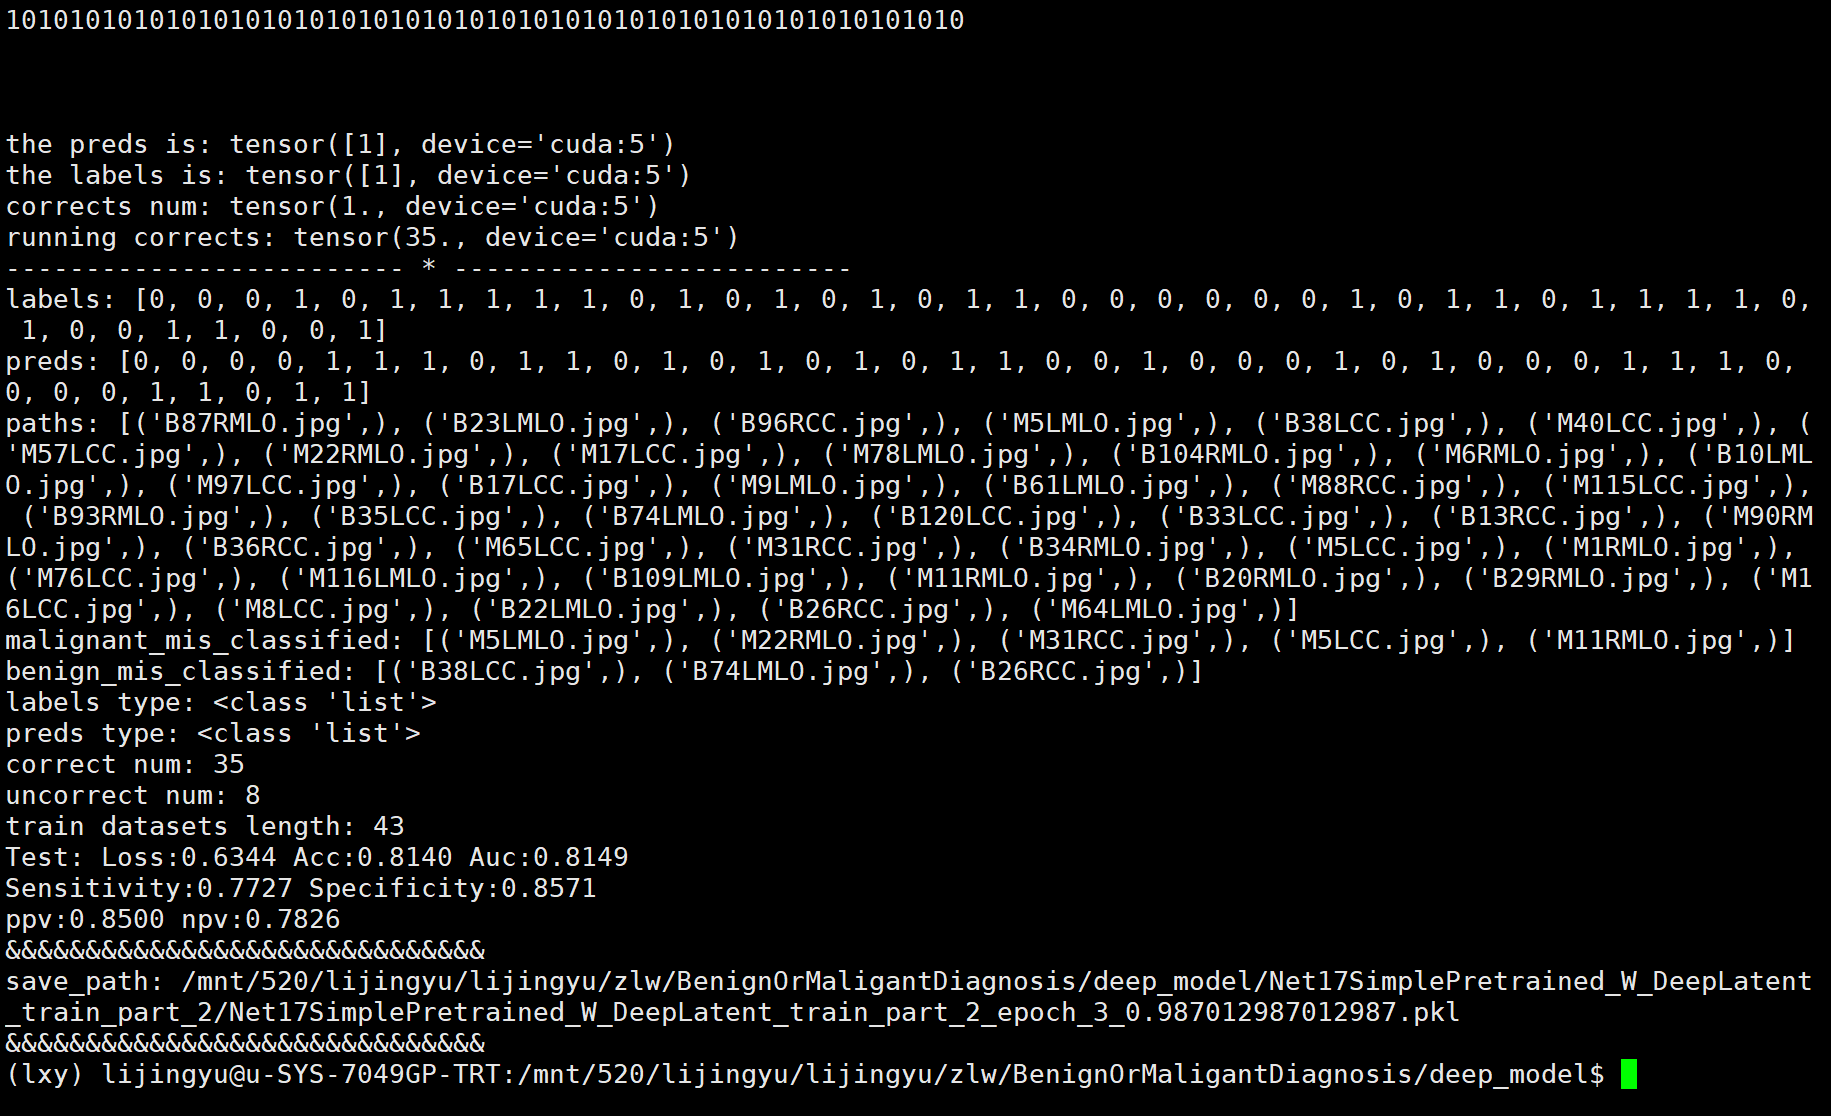 101010101010101010101010101010101010101010101010101010101010
the preds is: tensor([1], device='cuda:5')
the labels is: tensor([1], device='cuda:5')
corrects num: tensor(1., device='cuda:5')
running corrects: tensor(35., device='cuda:5')
------------------------- * -------------------------
labels: [0, 0, 0, 1, 0, 1, 1, 1, 1, 1, 0, 1, 0, 1, 0, 1, 0, 1, 1, 0, 0, 0, 0, 0, 0, 1, 0, 1, 1, 0, 1, 1, 1, 1, 0,
 1, 0, 0, 1, 1, 0, 0, 1]
preds: [0, 0, 0, 0, 1, 1, 1, 0, 1, 1, 0, 1, 0, 1, 0, 1, 0, 1, 1, 0, 0, 1, 0, 0, 0, 1, 0, 1, 0, 0, 0, 1, 1, 1, 0,
0, 0, 0, 1, 1, 0, 1, 1]
paths: [('B87RMLO.jpg',), ('B23LMLO.jpg',), ('B96RCC.jpg',), ('M5LMLO.jpg',), ('B38LCC.jpg',), ('M40LCC.jpg',), (
'M57LCC.jpg',), ('M22RMLO.jpg',), ('M17LCC.jpg',), ('M78LMLO.jpg',), ('B104RMLO.jpg',), ('M6RMLO.jpg',), ('B10LML
O.jpg',), ('M97LCC.jpg',), ('B17LCC.jpg',), ('M9LMLO.jpg',), ('B61LMLO.jpg',), ('M88RCC.jpg',), ('M115LCC.jpg',),
 ('B93RMLO.jpg',), ('B35LCC.jpg',), ('B74LMLO.jpg',), ('B120LCC.jpg',), ('B33LCC.jpg',), ('B13RCC.jpg',), ('M90RM
LO.jpg',), ('B36RCC.jpg',), ('M65LCC.jpg',), ('M31RCC.jpg',), ('B34RMLO.jpg',), ('M5LCC.jpg',), ('M1RMLO.jpg',),
('M76LCC.jpg',), ('M116LMLO.jpg',), ('B109LMLO.jpg',), ('M11RMLO.jpg',), ('B20RMLO.jpg',), ('B29RMLO.jpg',), ('M1
6LCC.jpg',), ('M8LCC.jpg',), ('B22LMLO.jpg',), ('B26RCC.jpg',), ('M64LMLO.jpg',)]
malignant_mis_classified: [('M5LMLO.jpg',), ('M22RMLO.jpg',), ('M31RCC.jpg',), ('M5LCC.jpg',), ('M11RMLO.jpg',)]
benign_mis_classified: [('B38LCC.jpg',), ('B74LMLO.jpg',), ('B26RCC.jpg',)]
labels type: <class 'list'>
preds type: <class 'list'>
correct num: 35
uncorrect num: 8
train datasets length: 43
Test: Loss:0.6344 Acc:0.8140 Auc:0.8149
Sensitivity:0.7727 Specificity:0.8571
ppv:0.8500 npv:0.7826
&&&&&&&&&&&&&&&&&&&&&&&&&&&&&&
save_path: /mnt/520/lijingyu/lijingyu/zlw/BenignOrMaligantDiagnosis/deep_model/Net17SimplePretrained_W_DeepLatent
_train_part_2/Net17SimplePretrained_W_DeepLatent_train_part_2_epoch_3_0.987012987012987.pkl
&&&&&&&&&&&&&&&&&&&&&&&&&&&&&&
(lxy) lijingyu@u-SYS-7049GP-TRT:/mnt/520/lijingyu/lijingyu/zlw/BenignOrMaligantDiagnosis/deep_model$